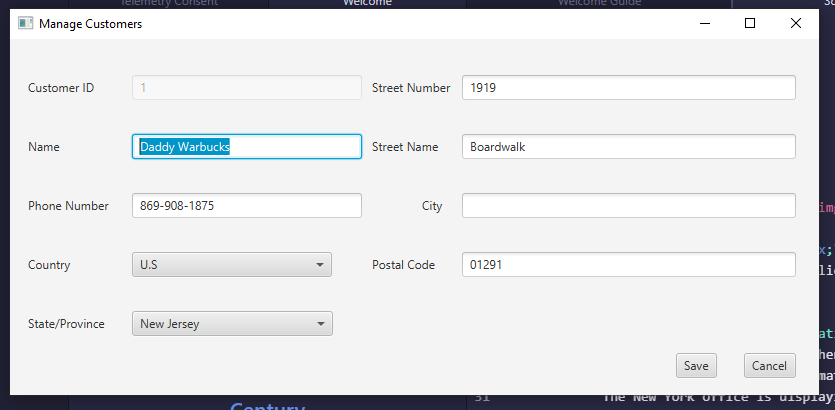 Telemetry Consent Welcome Welcome Guide
Manage Customers
Customer ID 1 Street Number 1919
Name Daddy Warbucks Street Name Boardwalk
Phone Number 869-908-1875 City
Country U.S Postal Code 01291
State/Province New Jersey
Save Cancel
Century
51 The New York office is display